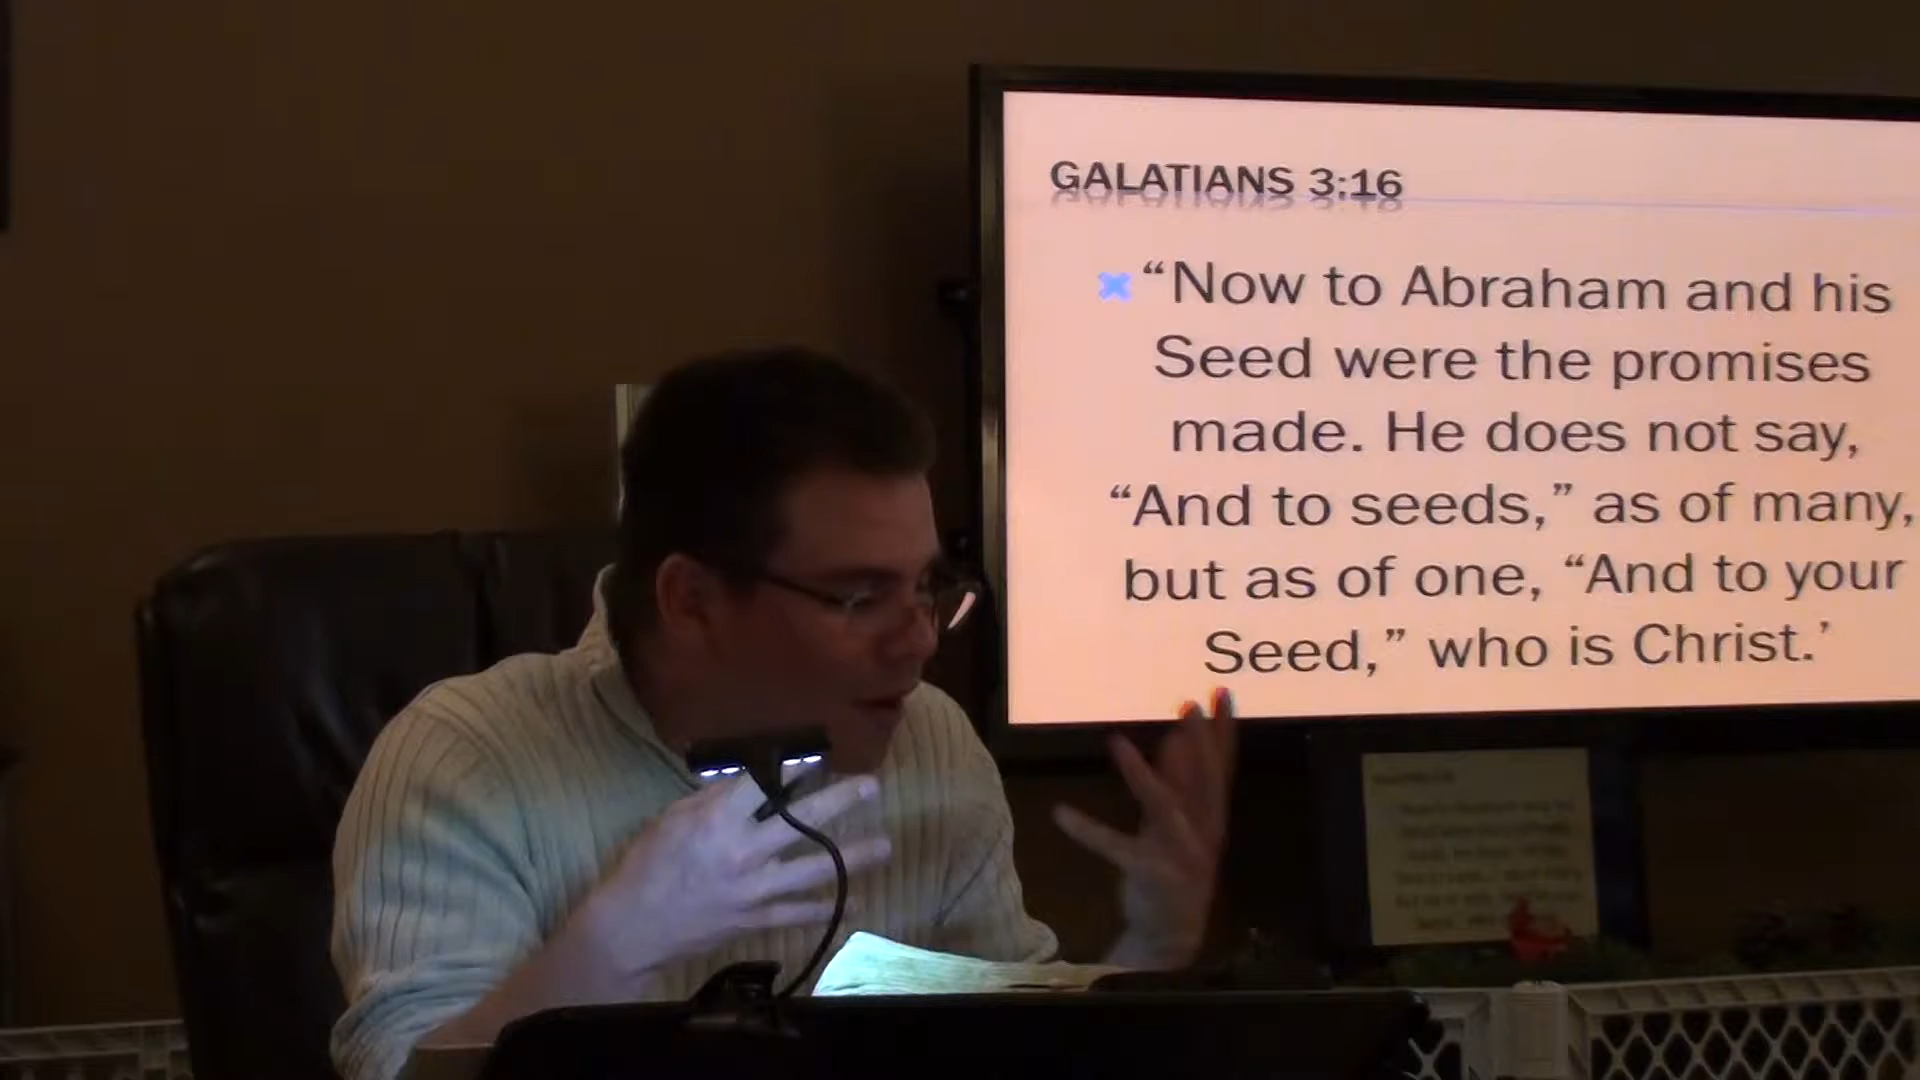 GALATIANS 3:16
“Now to Abraham and his
Seed were the promises
made. He does not say,
“And to seeds,” as of many,
but as of one, “And to your
Seed,” who is Christ.’